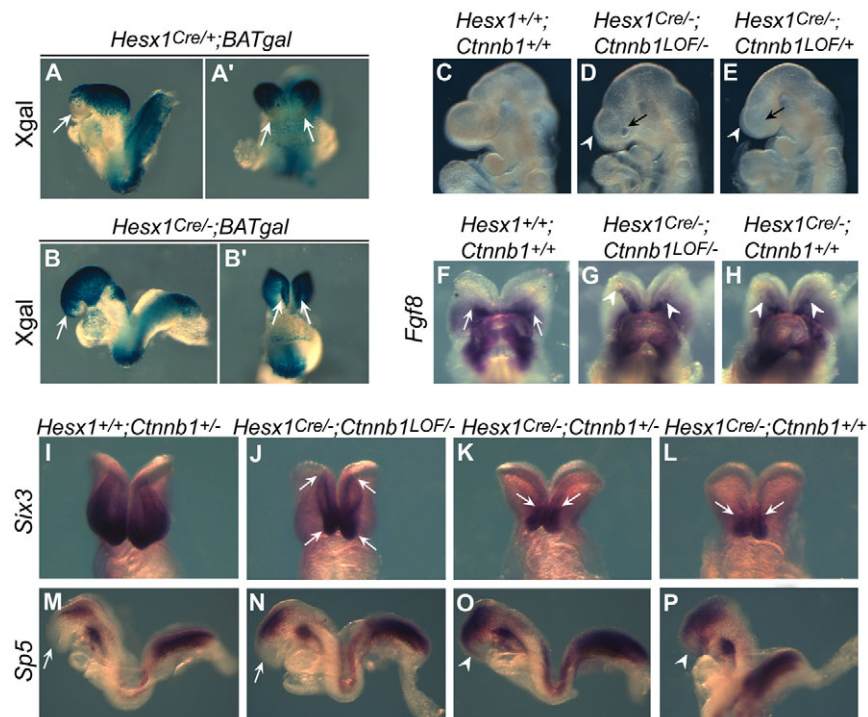 Hesx1Cre/+;BATgal
Xgal
A
A'
Hesx1Cre/-;BATgal
Xgal
B
B'
Hesx1+/+;
Ctnnb1+/+
Hesx1Cre/-;
Ctnnb1LOF/-
Hesx1Cre/-;
Ctnnb1LOF/+
C
D
E
Hesx1+/+;
Ctnnb1+/+
Hesx1Cre/-;
Ctnnb1LOF/-
Hesx1Cre/-;
Ctnnb1+/+
Fgf8
F
G
H
Hesx1+/+;Ctnnb1+/-
Hesx1Cre/-;Ctnnb1LOF/-
Hesx1Cre/-;Ctnnb1+/-
Hesx1Cre/-;Ctnnb1+/+
Six3
I
J
K
L
Sp5
M
N
O
P